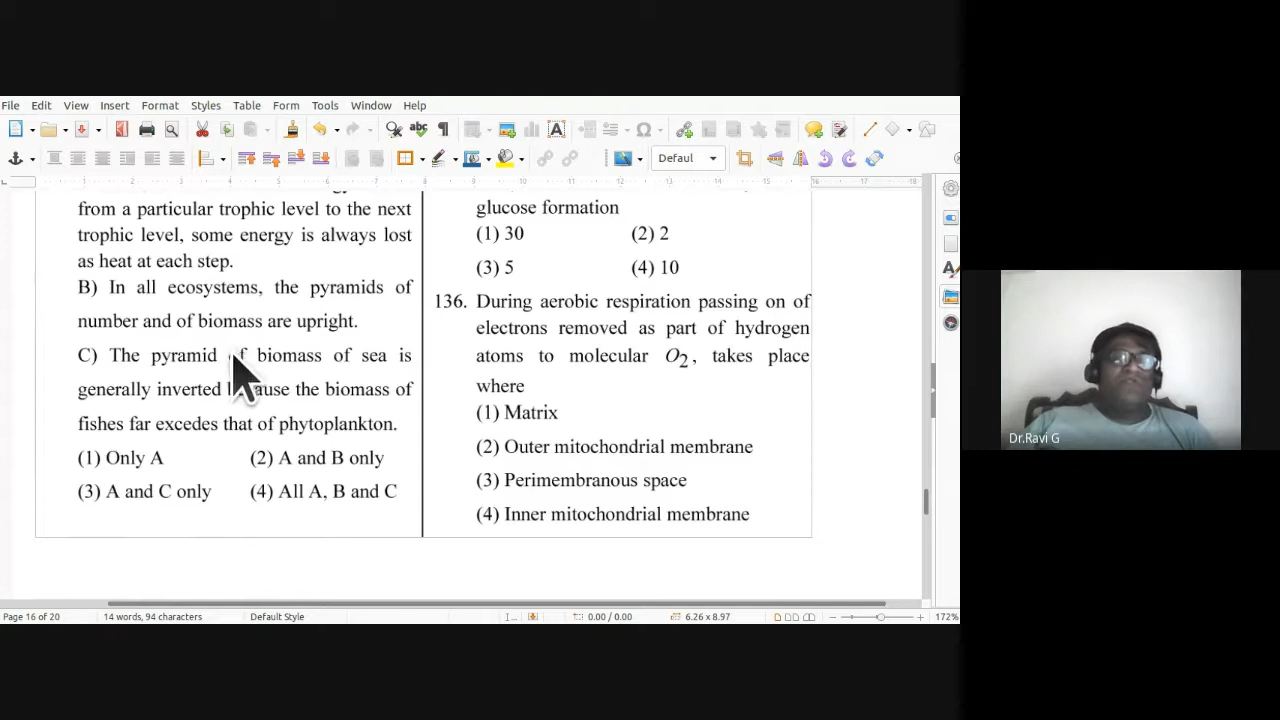 File Edit View Insert Format Styles Table Form Tools Window Help
Defaul
from a particular trophic level to the next
trophic level, some energy is always lost
as heat at each step.
B) In all ecosystems, the pyramids of
number and of biomass are upright.
C) The pyramid of biomass of sea is
generally inverted because the biomass of
fishes far excedes that of phytoplankton.
(1) Only A (2) A and B only
(3) A and C only (4) All A, B and C
glucose formation
(1) 30 (2) 2
(3) 5 (4) 10
136. During aerobic respiration passing on of
electrons removed as part of hydrogen
atoms to molecular O2, takes place
where
(1) Matrix
(2) Outer mitochondrial membrane
(3) Perimembranous space
(4) Inner mitochondrial membrane
Page 16 of 20 14 words, 94 characters Default Style 0.00 / 0.00 6.26 x 8.97 172%
Dr.Ravi G